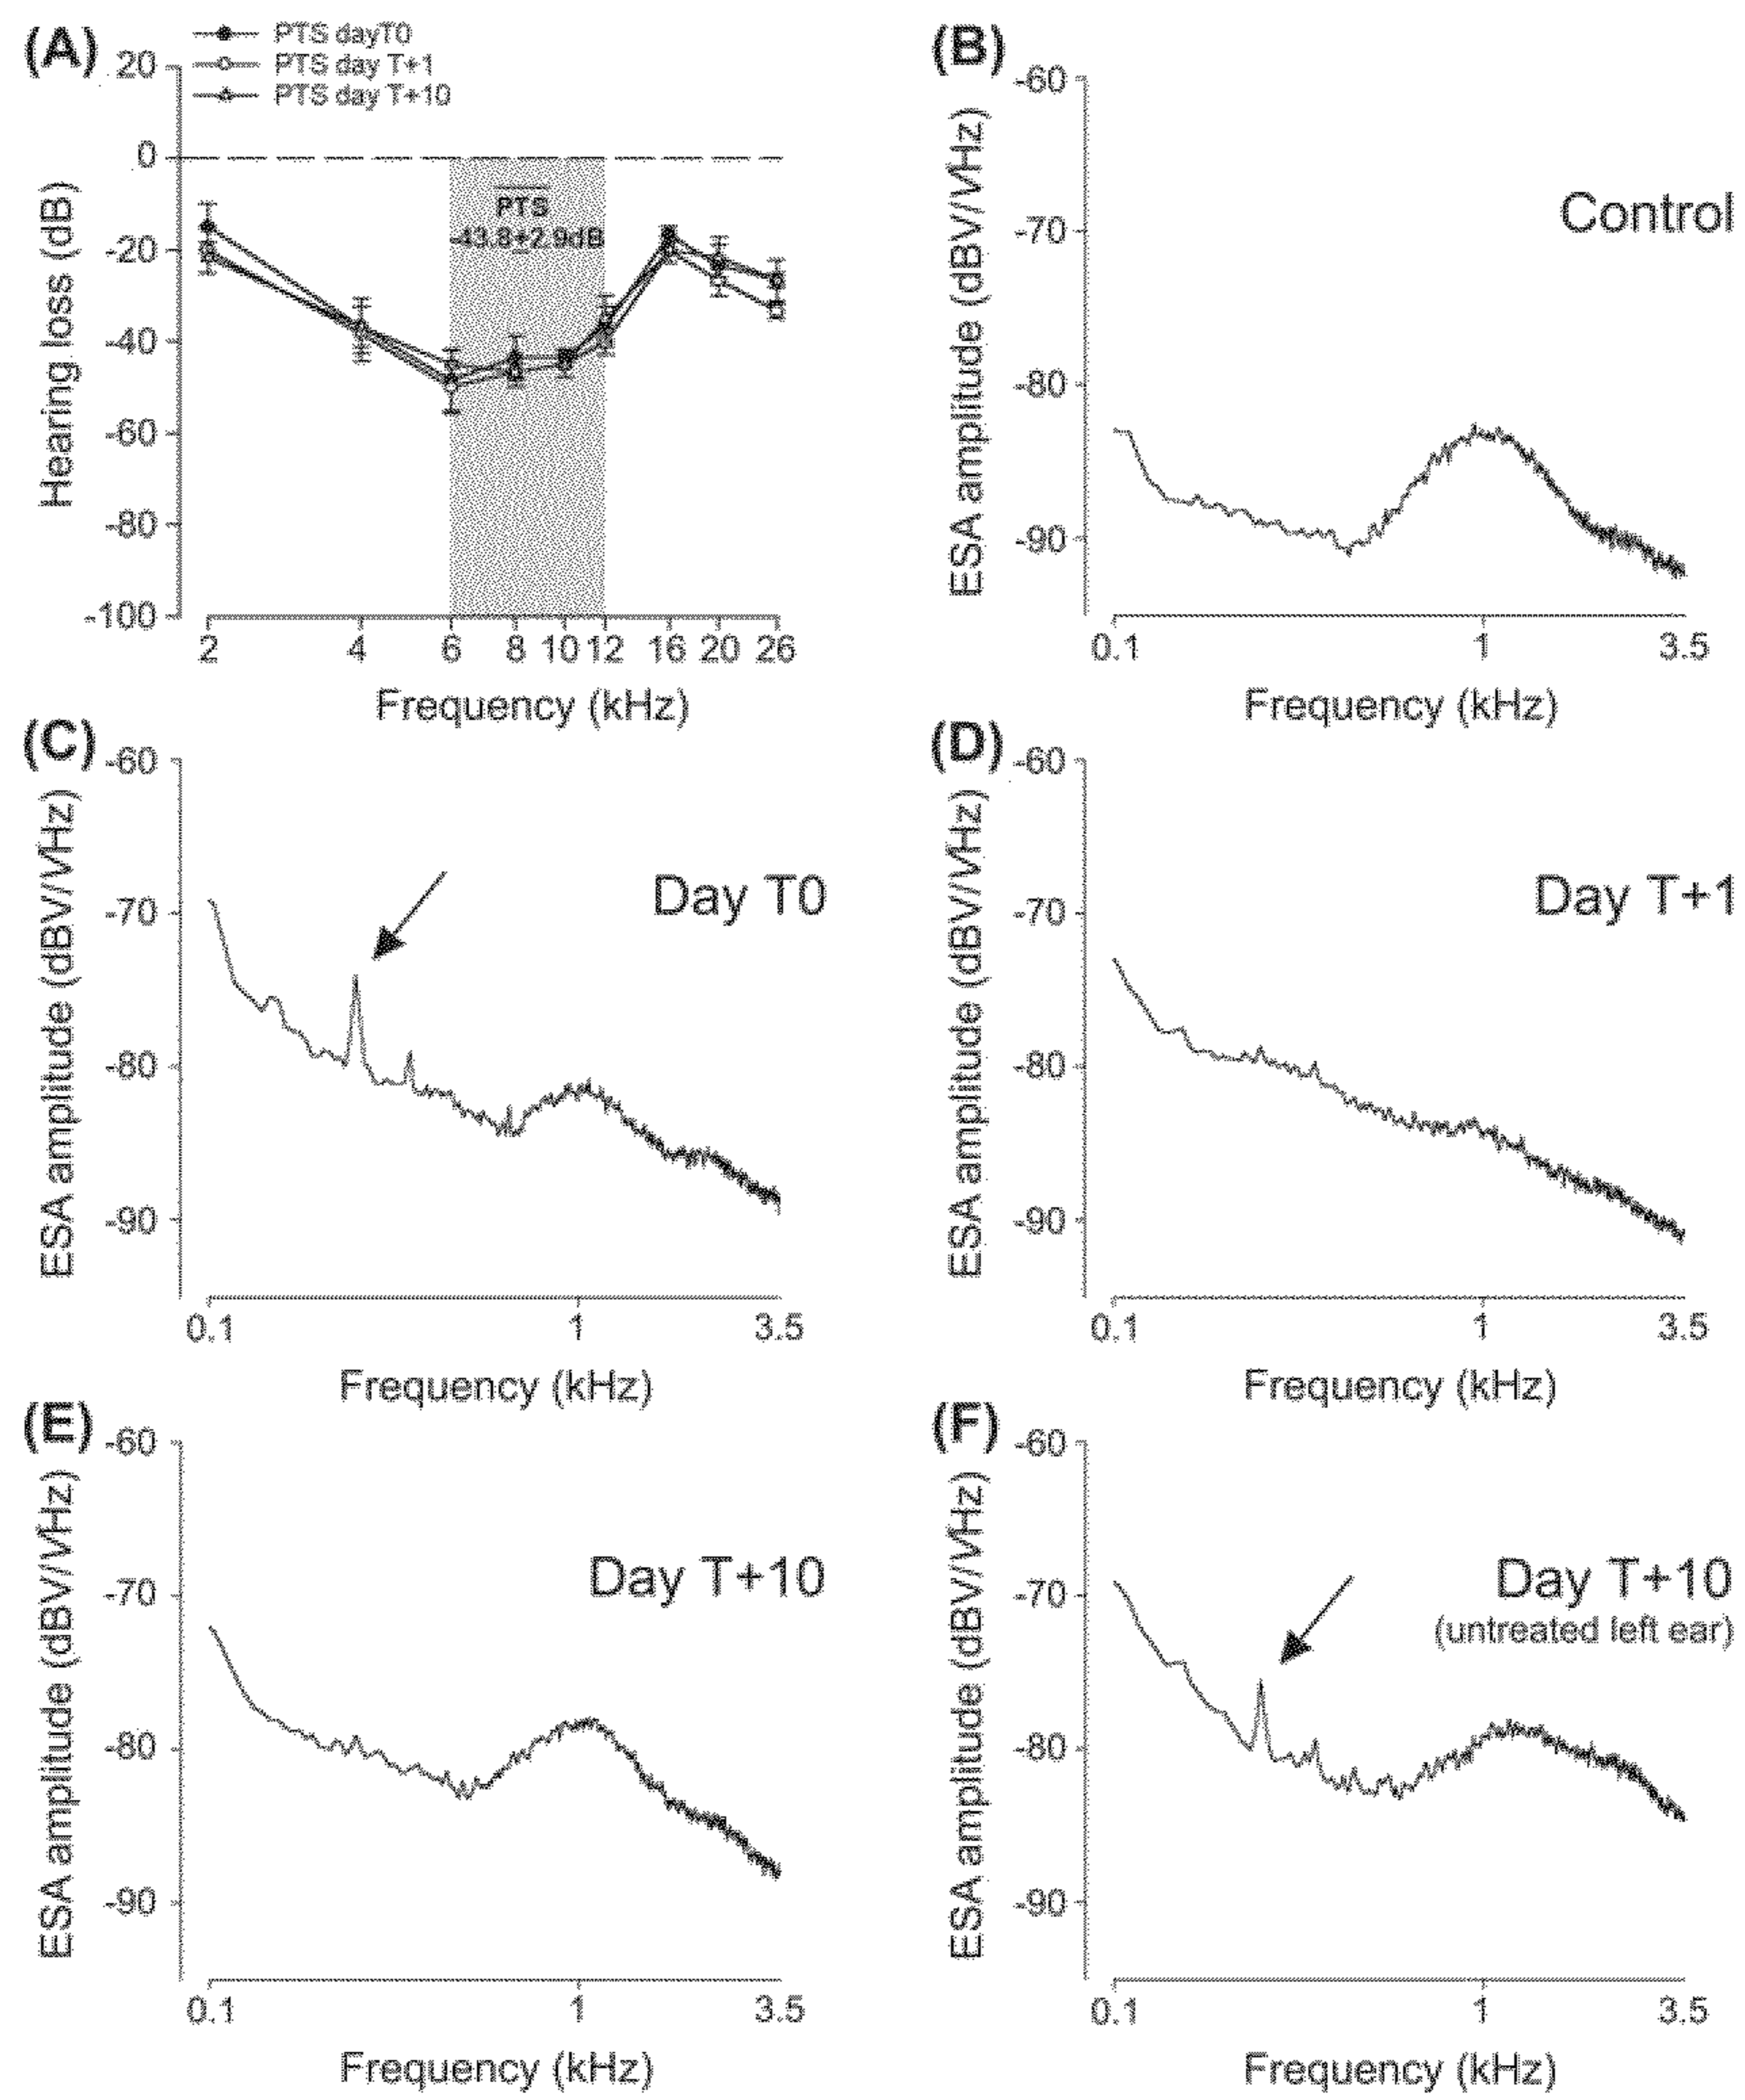 (A)
PTS dayT0
PTS day T+1
PTS day T+10
20
0
-20
-40
-60
-80
-100
Hearing loss (dB)
PTS
-43.8±2.9dB
2 4 6 8 10 12 16 20 26
Frequency (kHz)
(B)
-60
-70
-80
-90
ESA amplitude (dBV/√Hz)
Control
0.1 1 3.5
Frequency (kHz)
(C)
-60
-70
-80
-90
ESA amplitude (dBV/√Hz)
Day T0
0.1 1 3.5
Frequency (kHz)
(D)
-60
-70
-80
-90
ESA amplitude (dBV/√Hz)
Day T+1
0.1 1 3.5
Frequency (kHz)
(E)
-60
-70
-80
-90
ESA amplitude (dBV/√Hz)
Day T+10
0.1 1 3.5
Frequency (kHz)
(F)
-60
-70
-80
-90
ESA amplitude (dBV/√Hz)
Day T+10
(untreated left ear)
0.1 1 3.5
Frequency (kHz)